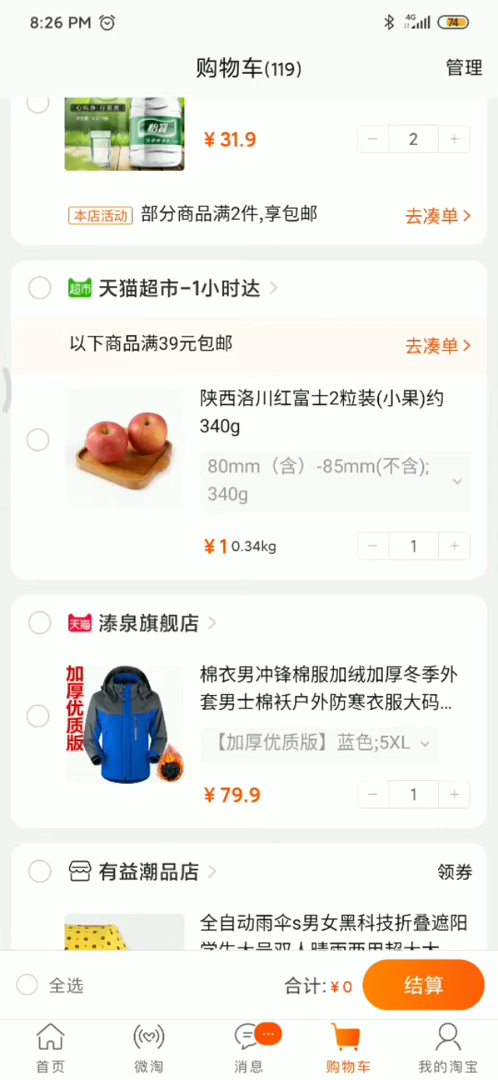 8:26 PM
4G
74
购物车(119)
管理
怡宝
¥31.9
2
本店活动
部分商品满2件,享包邮
去凑单
超市
天猫超市-1小时达
以下商品满39元包邮
去凑单
陕西洛川红富士2粒装(小果)约
340g
80mm（含）-85mm(不含);
340g
¥1 0.34kg
1
天猫
溙泉旗舰店
加厚优质版
棉衣男冲锋棉服加绒加厚冬季外
套男士棉袄户外防寒衣服大码...
【加厚优质版】蓝色;5XL
¥79.9
1
有益潮品店
领券
全自动雨伞s男女黑科技折叠遮阳
全选
合计:¥0
结算
首页
微淘
消息
购物车
我的淘宝